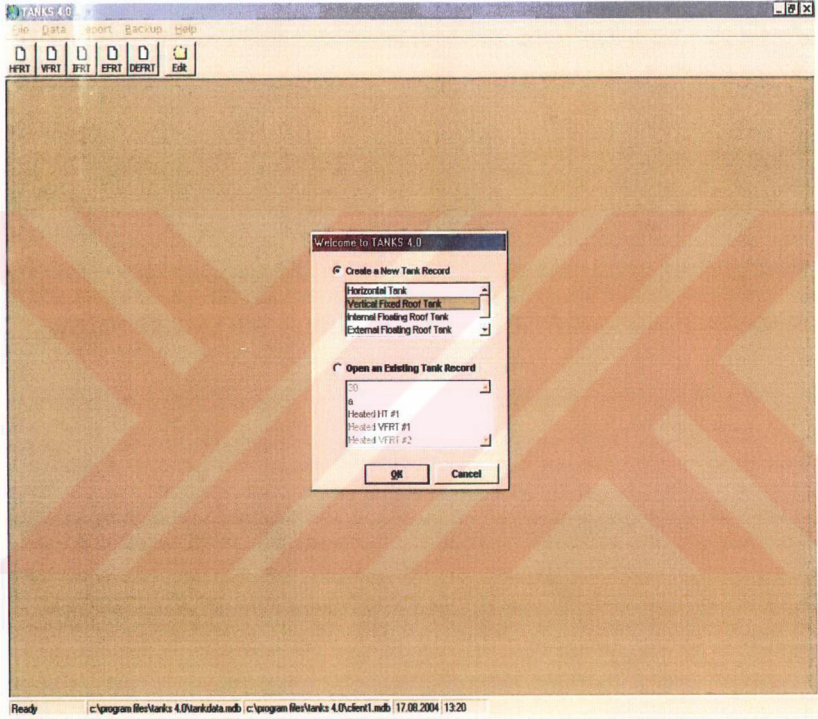 TANKS 4.0
File Data Report Backup Help
HFRT VFRT IFRT EFRT DEFRT Edit
Welcome to TANKS 4.0
Create a New Tank Record
Horizontal Tank
Vertical Fixed Roof Tank
Internal Floating Roof Tank
External Floating Roof Tank
Open an Existing Tank Record
20
a
Heated HT #1
Heated VFRT #1
Heated VFRT #2
OK Cancel
Ready c:\program files\tanks 4.0\tankdata.mdb c:\program files\tanks 4.0\client1.mdb 17.08.2004 13:20